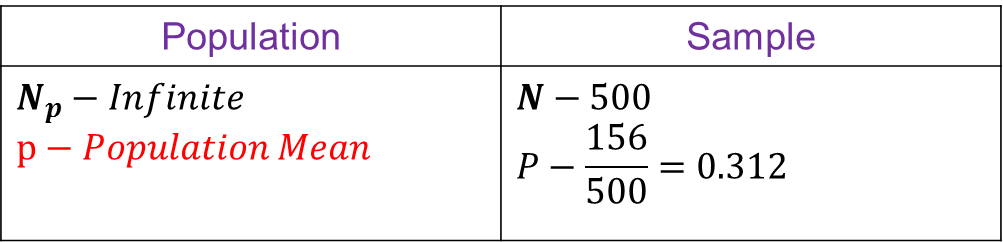 Population
Sample
N_p − Infinite
p − Population Mean
N − 500
P − 156/500 = 0.312